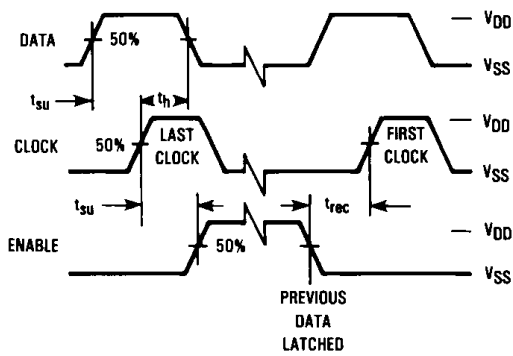 DATA
50%
VDD
VSS
tsu
th
CLOCK
50%
LAST
CLOCK
FIRST
CLOCK
VDD
VSS
tsu
trec
ENABLE
50%
VDD
VSS
PREVIOUS
DATA
LATCHED